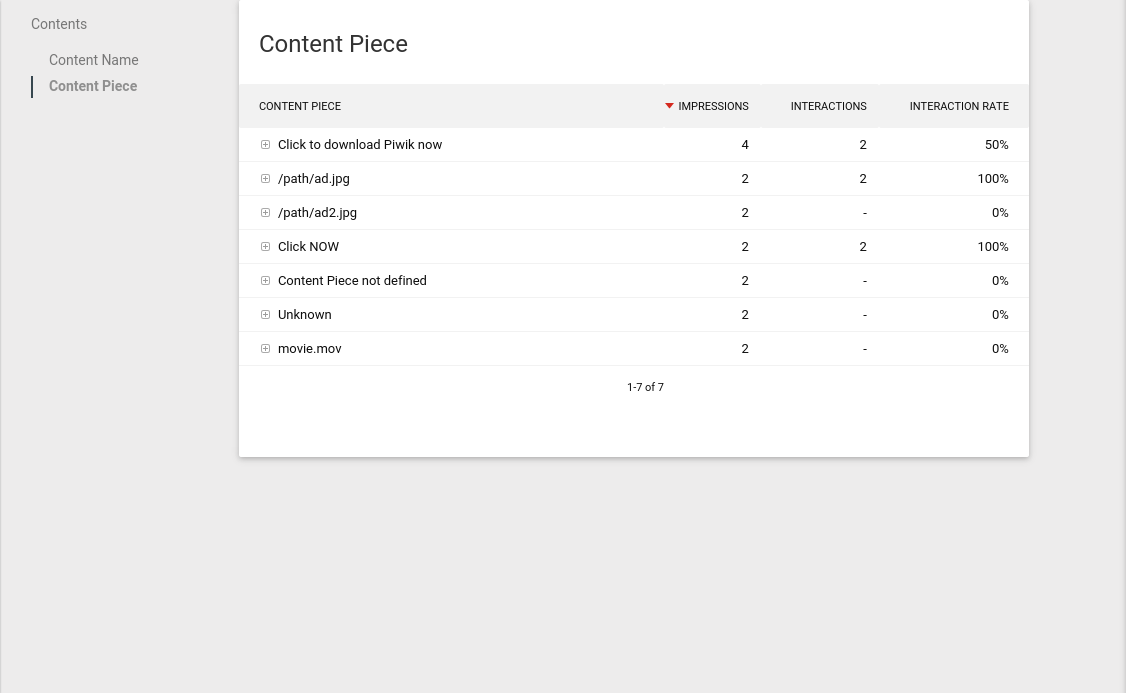 Contents
Content Name
Content Piece
Content Piece
CONTENT PIECE IMPRESSIONS INTERACTIONS INTERACTION RATE
Click to download Piwik now 4 2 50%
/path/ad.jpg 2 2 100%
/path/ad2.jpg 2 - 0%
Click NOW 2 2 100%
Content Piece not defined 2 - 0%
Unknown 2 - 0%
movie.mov 2 - 0%
1-7 of 7